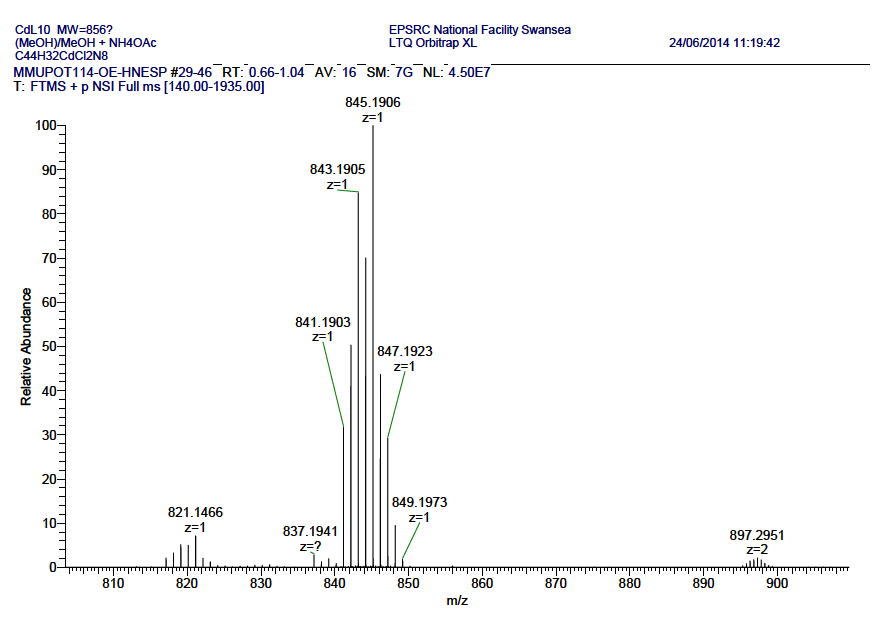 CdL10 MW=856?
(MeOH)/MeOH + NH4OAc
C44H32CdCl2N8
EPSRC National Facility Swansea
LTQ Orbitrap XL
24/06/2014 11:19:42
MMUPOT114-OE-HNESP #29-46 RT: 0.66-1.04 AV: 16 SM: 7G NL: 4.50E7
T: FTMS + p NSI Full ms [140.00-1935.00]
845.1906
z=1
843.1905
z=1
841.1903
z=1
847.1923
z=1
849.1973
z=1
821.1466
z=1
837.1941
z=?
897.2951
z=2
100
90
80
70
60
50
40
30
20
10
0
Relative Abundance
810 820 830 840 850 860 870 880 890 900
m/z